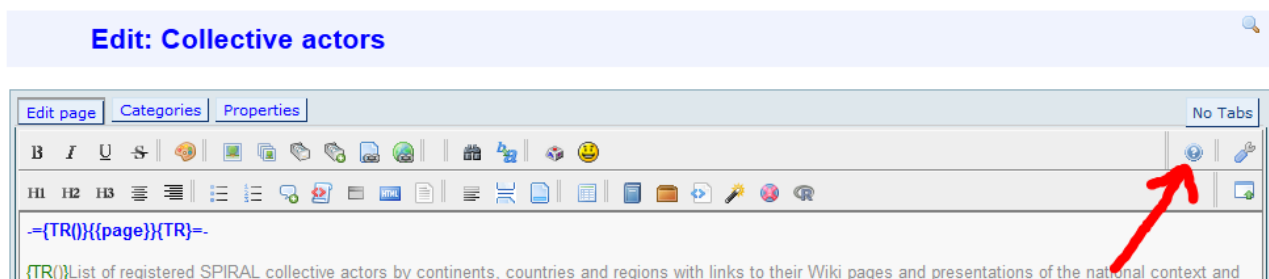 Edit: Collective actors
Edit page Categories Properties No Tabs
B I U S
H1 H2 H3 HTML R
-={TR()}{{page}}{TR}=-
{TR()}List of registered SPIRAL collective actors by continents, countries and regions with links to their Wiki pages and presentations of the national context and